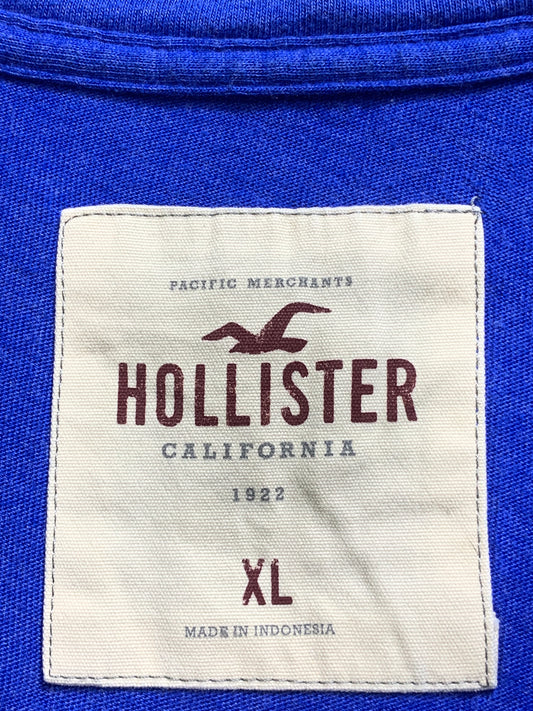 PACIFIC MERCHANTS
HOLLISTER
CALIFORNIA
1922
XL
MADE IN INDONESIA